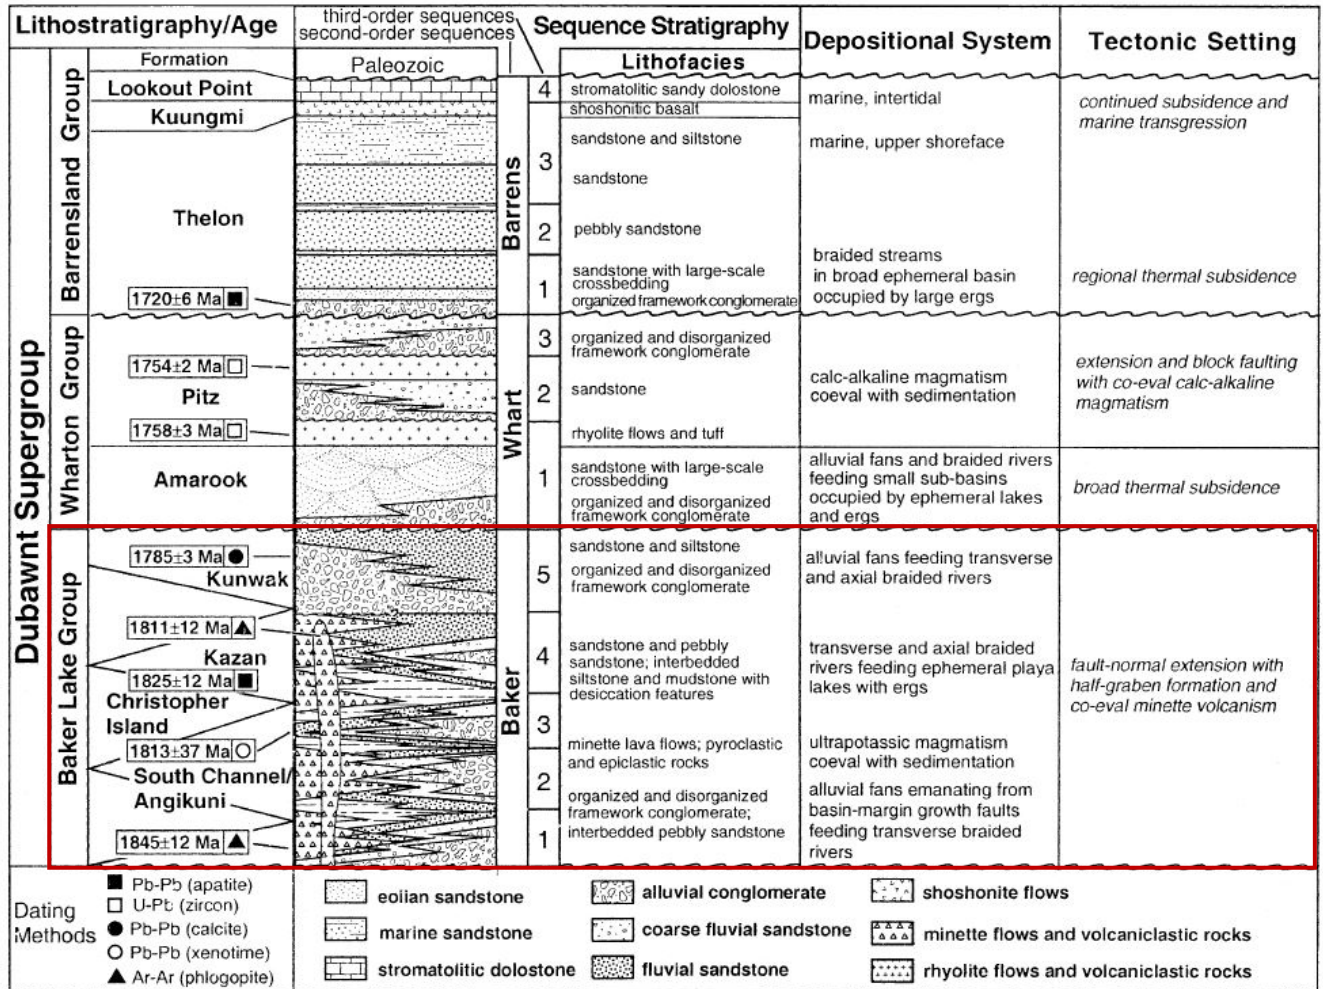 Lithostratigraphy/Age
third-order sequences
second-order sequences
Sequence Stratigraphy
Depositional System
Tectonic Setting
Formation
Paleozoic
Lithofacies
Dubawnt Supergroup
Barrensland Group
Lookout Point
Kuungmi
Thelon
1720±6 Ma
Barrens
4
3
2
1
stromatolitic sandy dolostone
shoshonitic basalt
sandstone and siltstone
sandstone
pebbly sandstone
sandstone with large-scale
crossbedding
organized framework conglomerate
marine, intertidal
marine, upper shoreface
braided streams
in broad ephemeral basin
occupied by large ergs
continued subsidence and
marine transgression
regional thermal subsidence
Wharton Group
1754±2 Ma
Pitz
1758±3 Ma
Amarook
Whart
3
2
1
organized and disorganized
framework conglomerate
sandstone
rhyolite flows and tuff
sandstone with large-scale
crossbedding
organized and disorganized
framework conglomerate
calc-alkaline magmatism
coeval with sedimentation
alluvial fans and braided rivers
feeding small sub-basins
occupied by ephemeral lakes
and ergs
extension and block faulting
with co-eval calc-alkaline
magmatism
broad thermal subsidence
Baker Lake Group
1785±3 Ma
Kunwak
1811±12 Ma
Kazan
1825±12 Ma
Christopher
Island
1813±37 Ma
South Channel/
Angikuni
1845±12 Ma
?
Baker
5
4
3
2
1
sandstone and siltstone
organized and disorganized
framework conglomerate
sandstone and pebbly
sandstone; interbedded
siltstone and mudstone with
desiccation features
minette lava flows; pyroclastic
and epiclastic rocks
organized and disorganized
framework conglomerate;
interbedded pebbly sandstone
alluvial fans feeding transverse
and axial braided rivers
transverse and axial braided
rivers feeding ephemeral playa
lakes with ergs
ultrapotassic magmatism
coeval with sedimentation
alluvial fans emanating from
basin-margin growth faults
feeding transverse braided
rivers
fault-normal extension with
half-graben formation and
co-eval minette volcanism
Dating
Methods
Pb-Pb (apatite)
U-Pb (zircon)
Pb-Pb (calcite)
Pb-Pb (xenotime)
Ar-Ar (phlogopite)
eolian sandstone
marine sandstone
stromatolitic dolostone
alluvial conglomerate
coarse fluvial sandstone
fluvial sandstone
shoshonite flows
minette flows and volcaniclastic rocks
rhyolite flows and volcaniclastic rocks